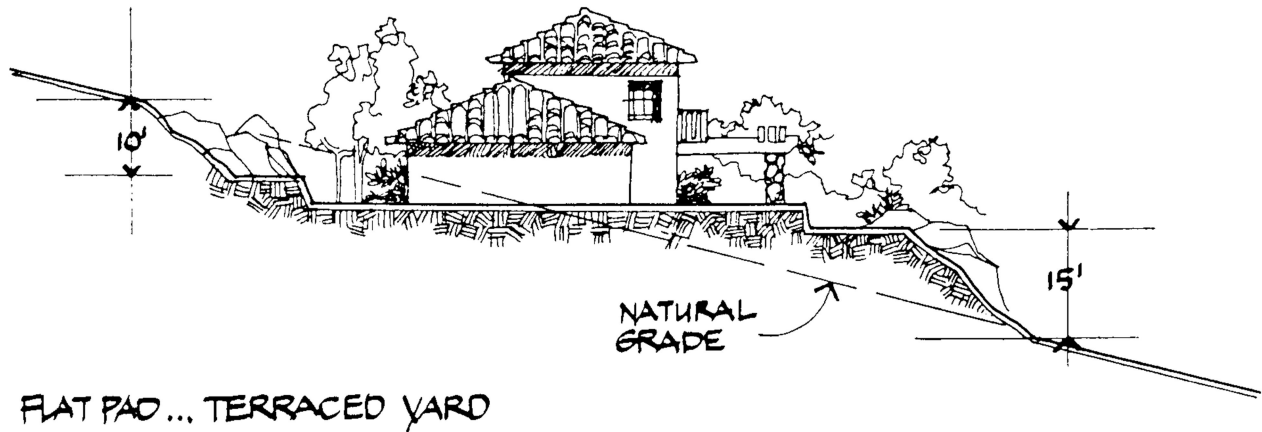 10'
15'
NATURAL
GRADE
FLAT PAD... TERRACED YARD